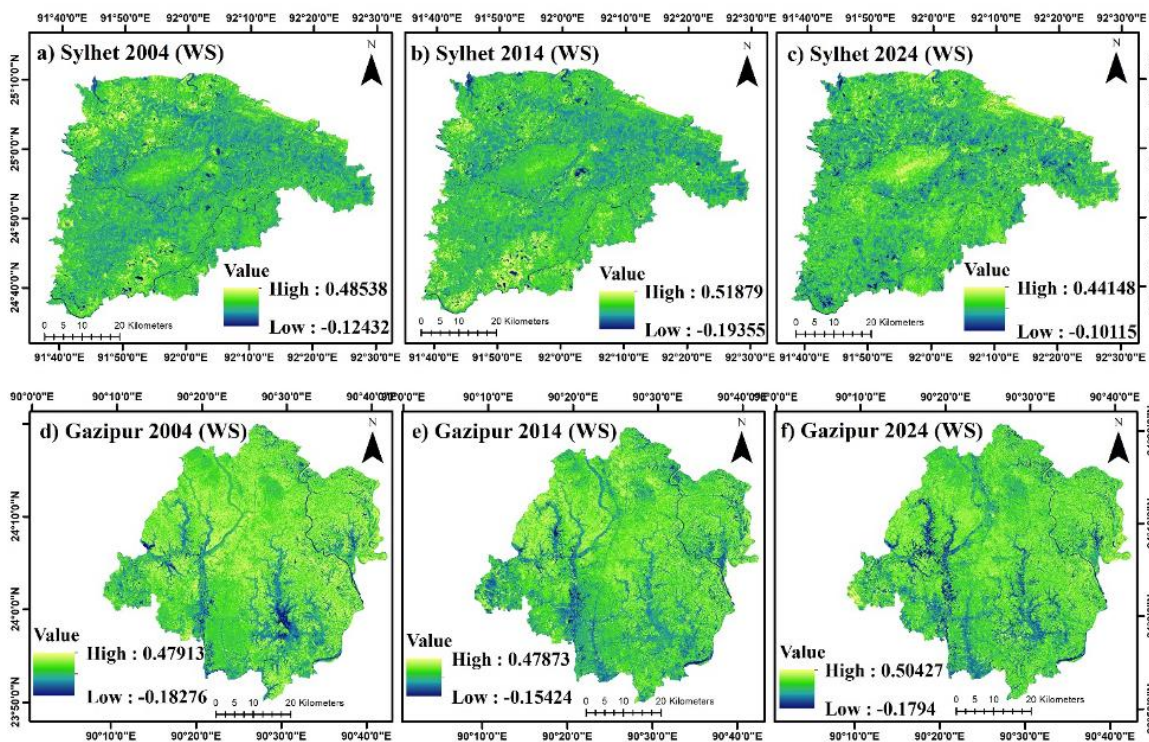 91°40'0"E 91°50'0"E 92°0'0"E 92°10'0"E 92°20'0"E 92°30'0"E
91°40'0"E 91°50'0"E 92°0'0"E 92°10'0"E 92°20'0"E 92°30'0"E
91°40'0"E 91°50'0"E 92°0'0"E 92°10'0"E 92°20'0"E 92°30'0"E
25°10'0"N
25°0'0"N
24°50'0"N
24°40'0"N
a) Sylhet 2004 (WS)
N
Value
High : 0.48538
Low : -0.12432
0 5 10 20 Kilometers
b) Sylhet 2014 (WS)
N
Value
High : 0.51879
Low : -0.19355
0 5 10 20 Kilometers
c) Sylhet 2024 (WS)
N
Value
High : 0.44148
Low : -0.10115
0 5 10 20 Kilometers
91°40'0"E 91°50'0"E 92°0'0"E 92°10'0"E 92°20'0"E 92°30'0"E
91°40'0"E 91°50'0"E 92°0'0"E 92°10'0"E 92°20'0"E 92°30'0"E
91°40'0"E 91°50'0"E 92°0'0"E 92°10'0"E 92°20'0"E 92°30'0"E
90°0'0"E 90°10'0"E 90°20'0"E 90°30'0"E 90°40'0"E
90°0'0"E 90°10'0"E 90°20'0"E 90°30'0"E 90°40'0"E
90°10'0"E 90°20'0"E 90°30'0"E 90°40'0"E
24°10'0"N
24°0'0"N
23°50'0"N
d) Gazipur 2004 (WS)
N
Value
High : 0.47913
Low : -0.18276
0 5 10 20 Kilometers
e) Gazipur 2014 (WS)
N
Value
High : 0.47873
Low : -0.15424
0 5 10 20 Kilometers
f) Gazipur 2024 (WS)
N
Value
High : 0.50427
Low : -0.1794
0 5 10 20 Kilometers
90°10'0"E 90°20'0"E 90°30'0"E 90°40'0"E
90°10'0"E 90°20'0"E 90°30'0"E 90°40'0"E
90°10'0"E 90°20'0"E 90°30'0"E 90°40'0"E